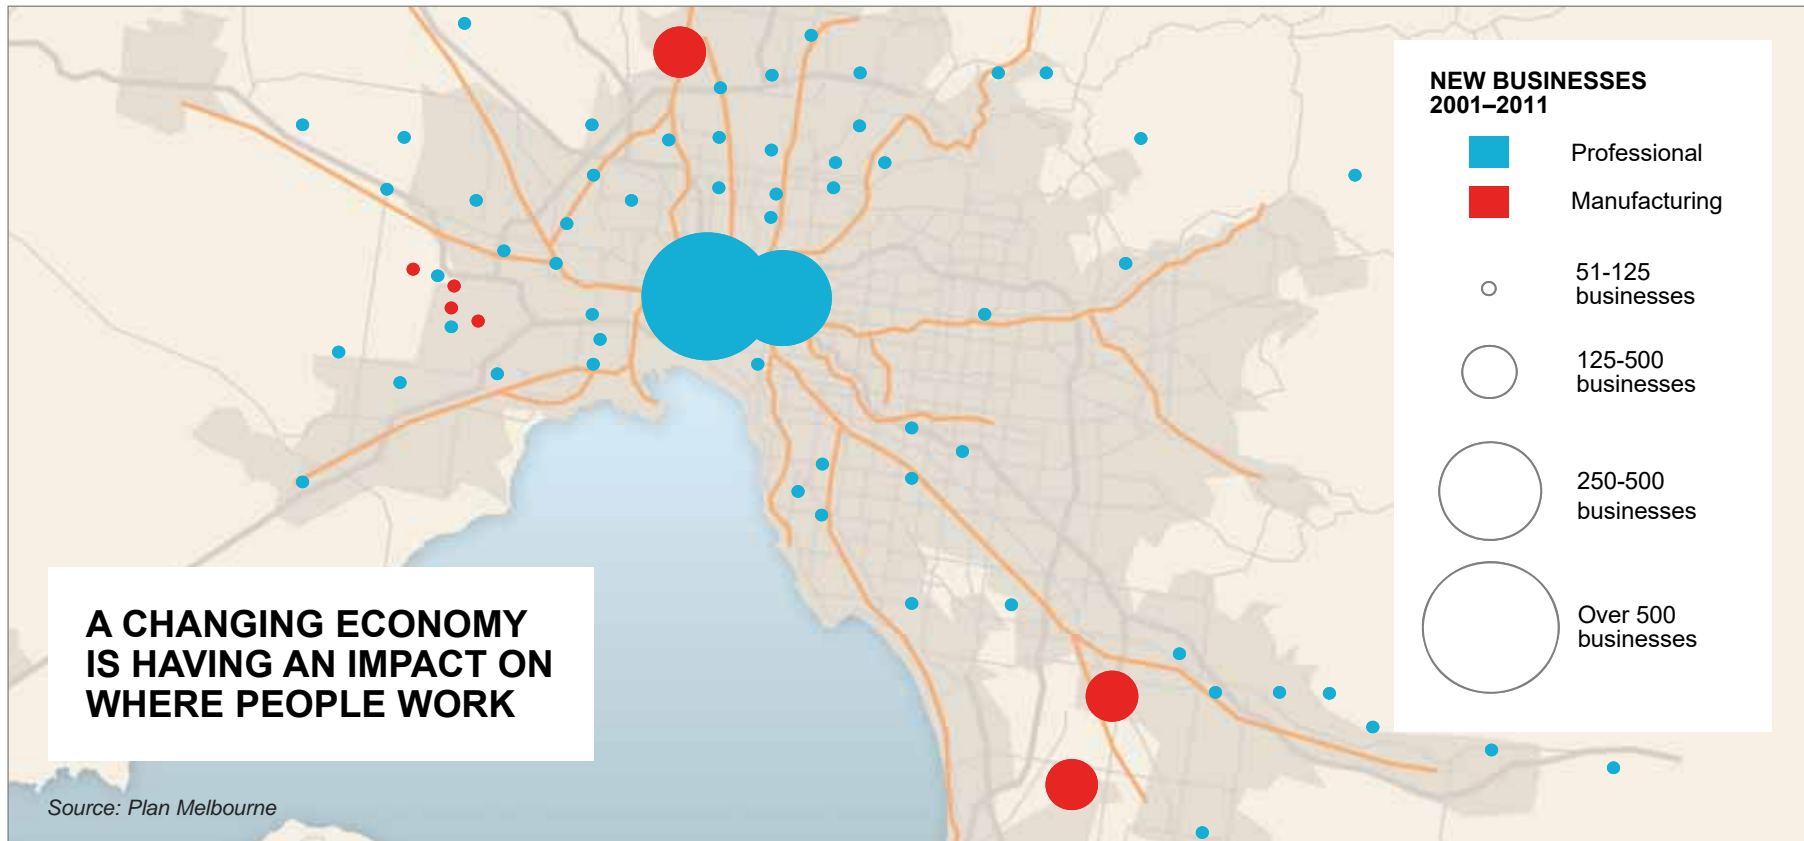 NEW BUSINESSES
2001–2011
Professional
Manufacturing
51-125
businesses
125-500
businesses
250-500
businesses
Over 500
businesses
A CHANGING ECONOMY
IS HAVING AN IMPACT ON
WHERE PEOPLE WORK
Source: Plan Melbourne